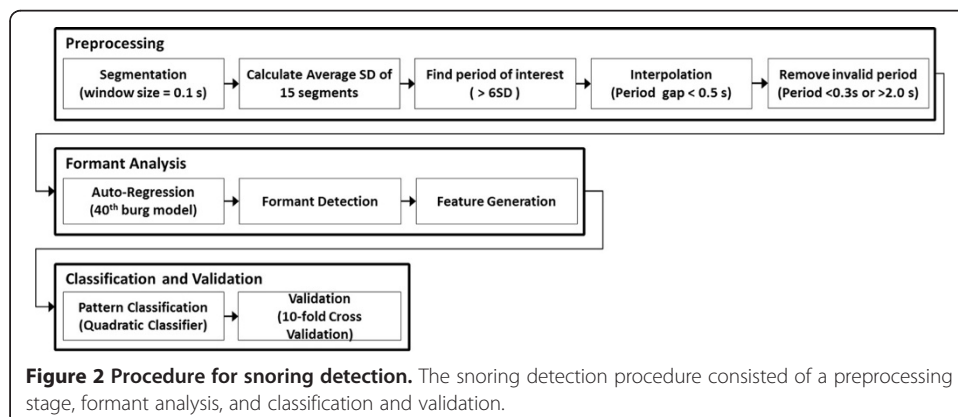 Preprocessing
Segmentation
(window size = 0.1 s)
Calculate Average SD of
15 segments
Find period of interest
( > 6SD )
Interpolation
(Period gap < 0.5 s)
Remove invalid period
(Period <0.3s or >2.0 s)
Formant Analysis
Auto-Regression
(40th burg model)
Formant Detection
Feature Generation
Classification and Validation
Pattern Classification
(Quadratic Classifier)
Validation
(10-fold Cross
Validation)
Figure 2 Procedure for snoring detection. The snoring detection procedure consisted of a preprocessing
stage, formant analysis, and classification and validation.